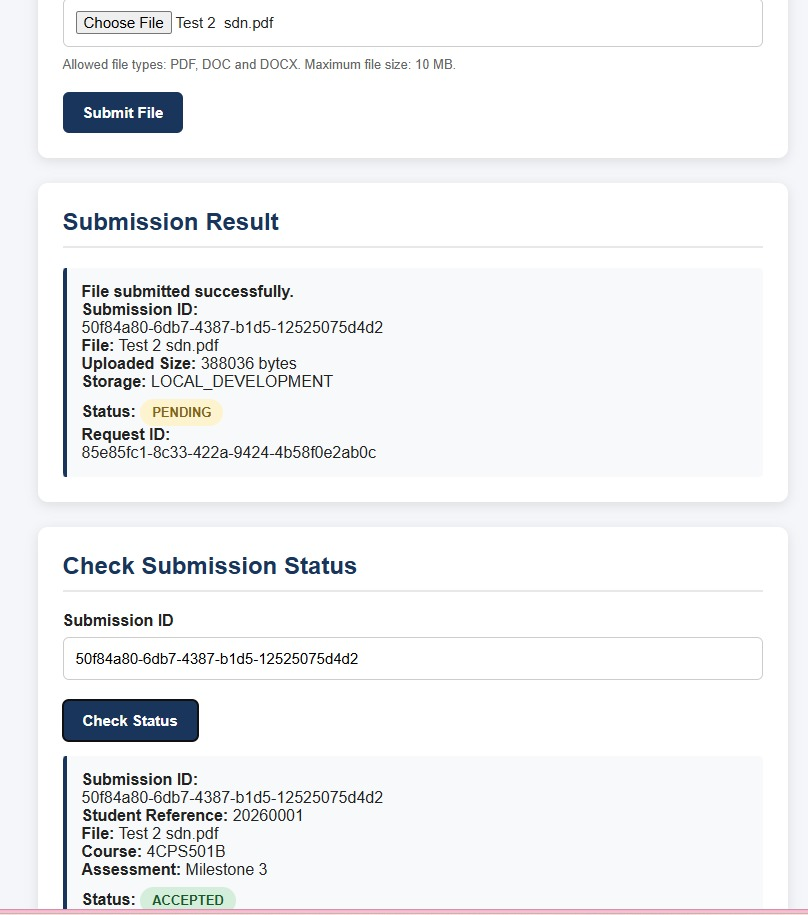 Choose File Test 2 sdn.pdf
Allowed file types: PDF, DOC and DOCX. Maximum file size: 10 MB.
Submit File
Submission Result
File submitted successfully.
Submission ID:
50f84a80-6db7-4387-b1d5-12525075d4d2
File: Test 2 sdn.pdf
Uploaded Size: 388036 bytes
Storage: LOCAL_DEVELOPMENT
Status: PENDING
Request ID:
85e85fc1-8c33-422a-9424-4b58f0e2ab0c
Check Submission Status
Submission ID
50f84a80-6db7-4387-b1d5-12525075d4d2
Check Status
Submission ID:
50f84a80-6db7-4387-b1d5-12525075d4d2
Student Reference: 20260001
File: Test 2 sdn.pdf
Course: 4CPS501B
Assessment: Milestone 3
Status: ACCEPTED